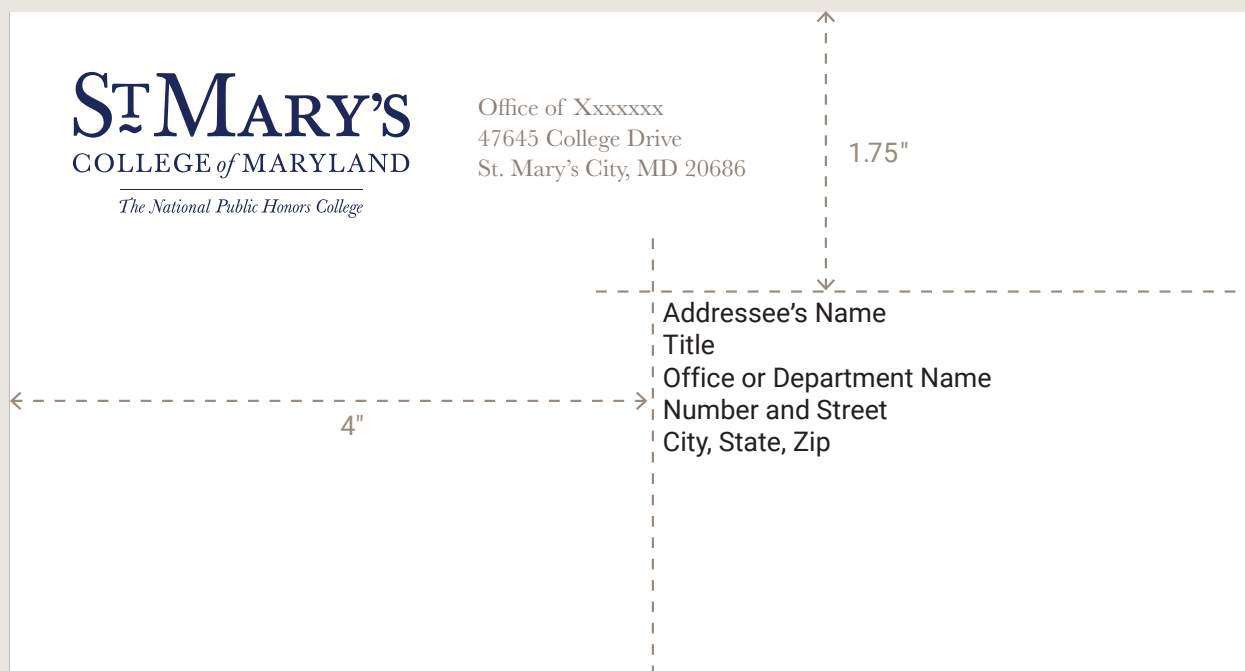 ST MARY’S
COLLEGE of MARYLAND
The National Public Honors College
Office of Xxxxxxx
47645 College Drive
St. Mary’s City, MD 20686
1.75"
Addressee’s Name
Title
Office or Department Name
Number and Street
City, State, Zip
4"